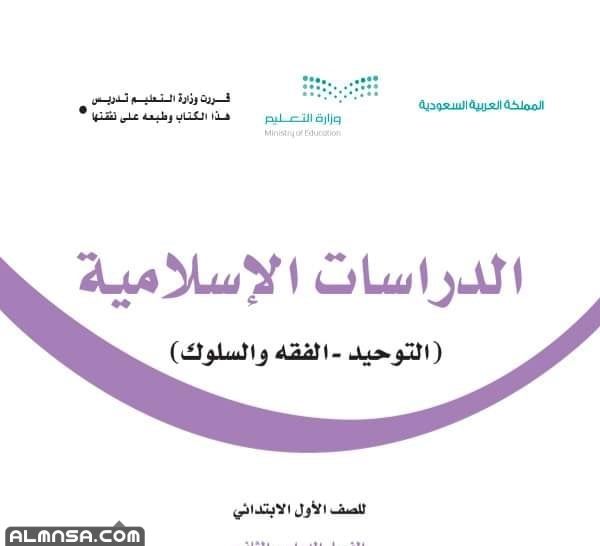 المملكة العربية السعودية
وزارة التعليم
Ministry of Education
قررت وزارة التعليم تدريس
هذا الكتاب وطبعه على نفقتها
الدراسات الإسلامية
(التوحيد - الفقه والسلوك)
للصف الأول الابتدائي
ALMNSA.COM